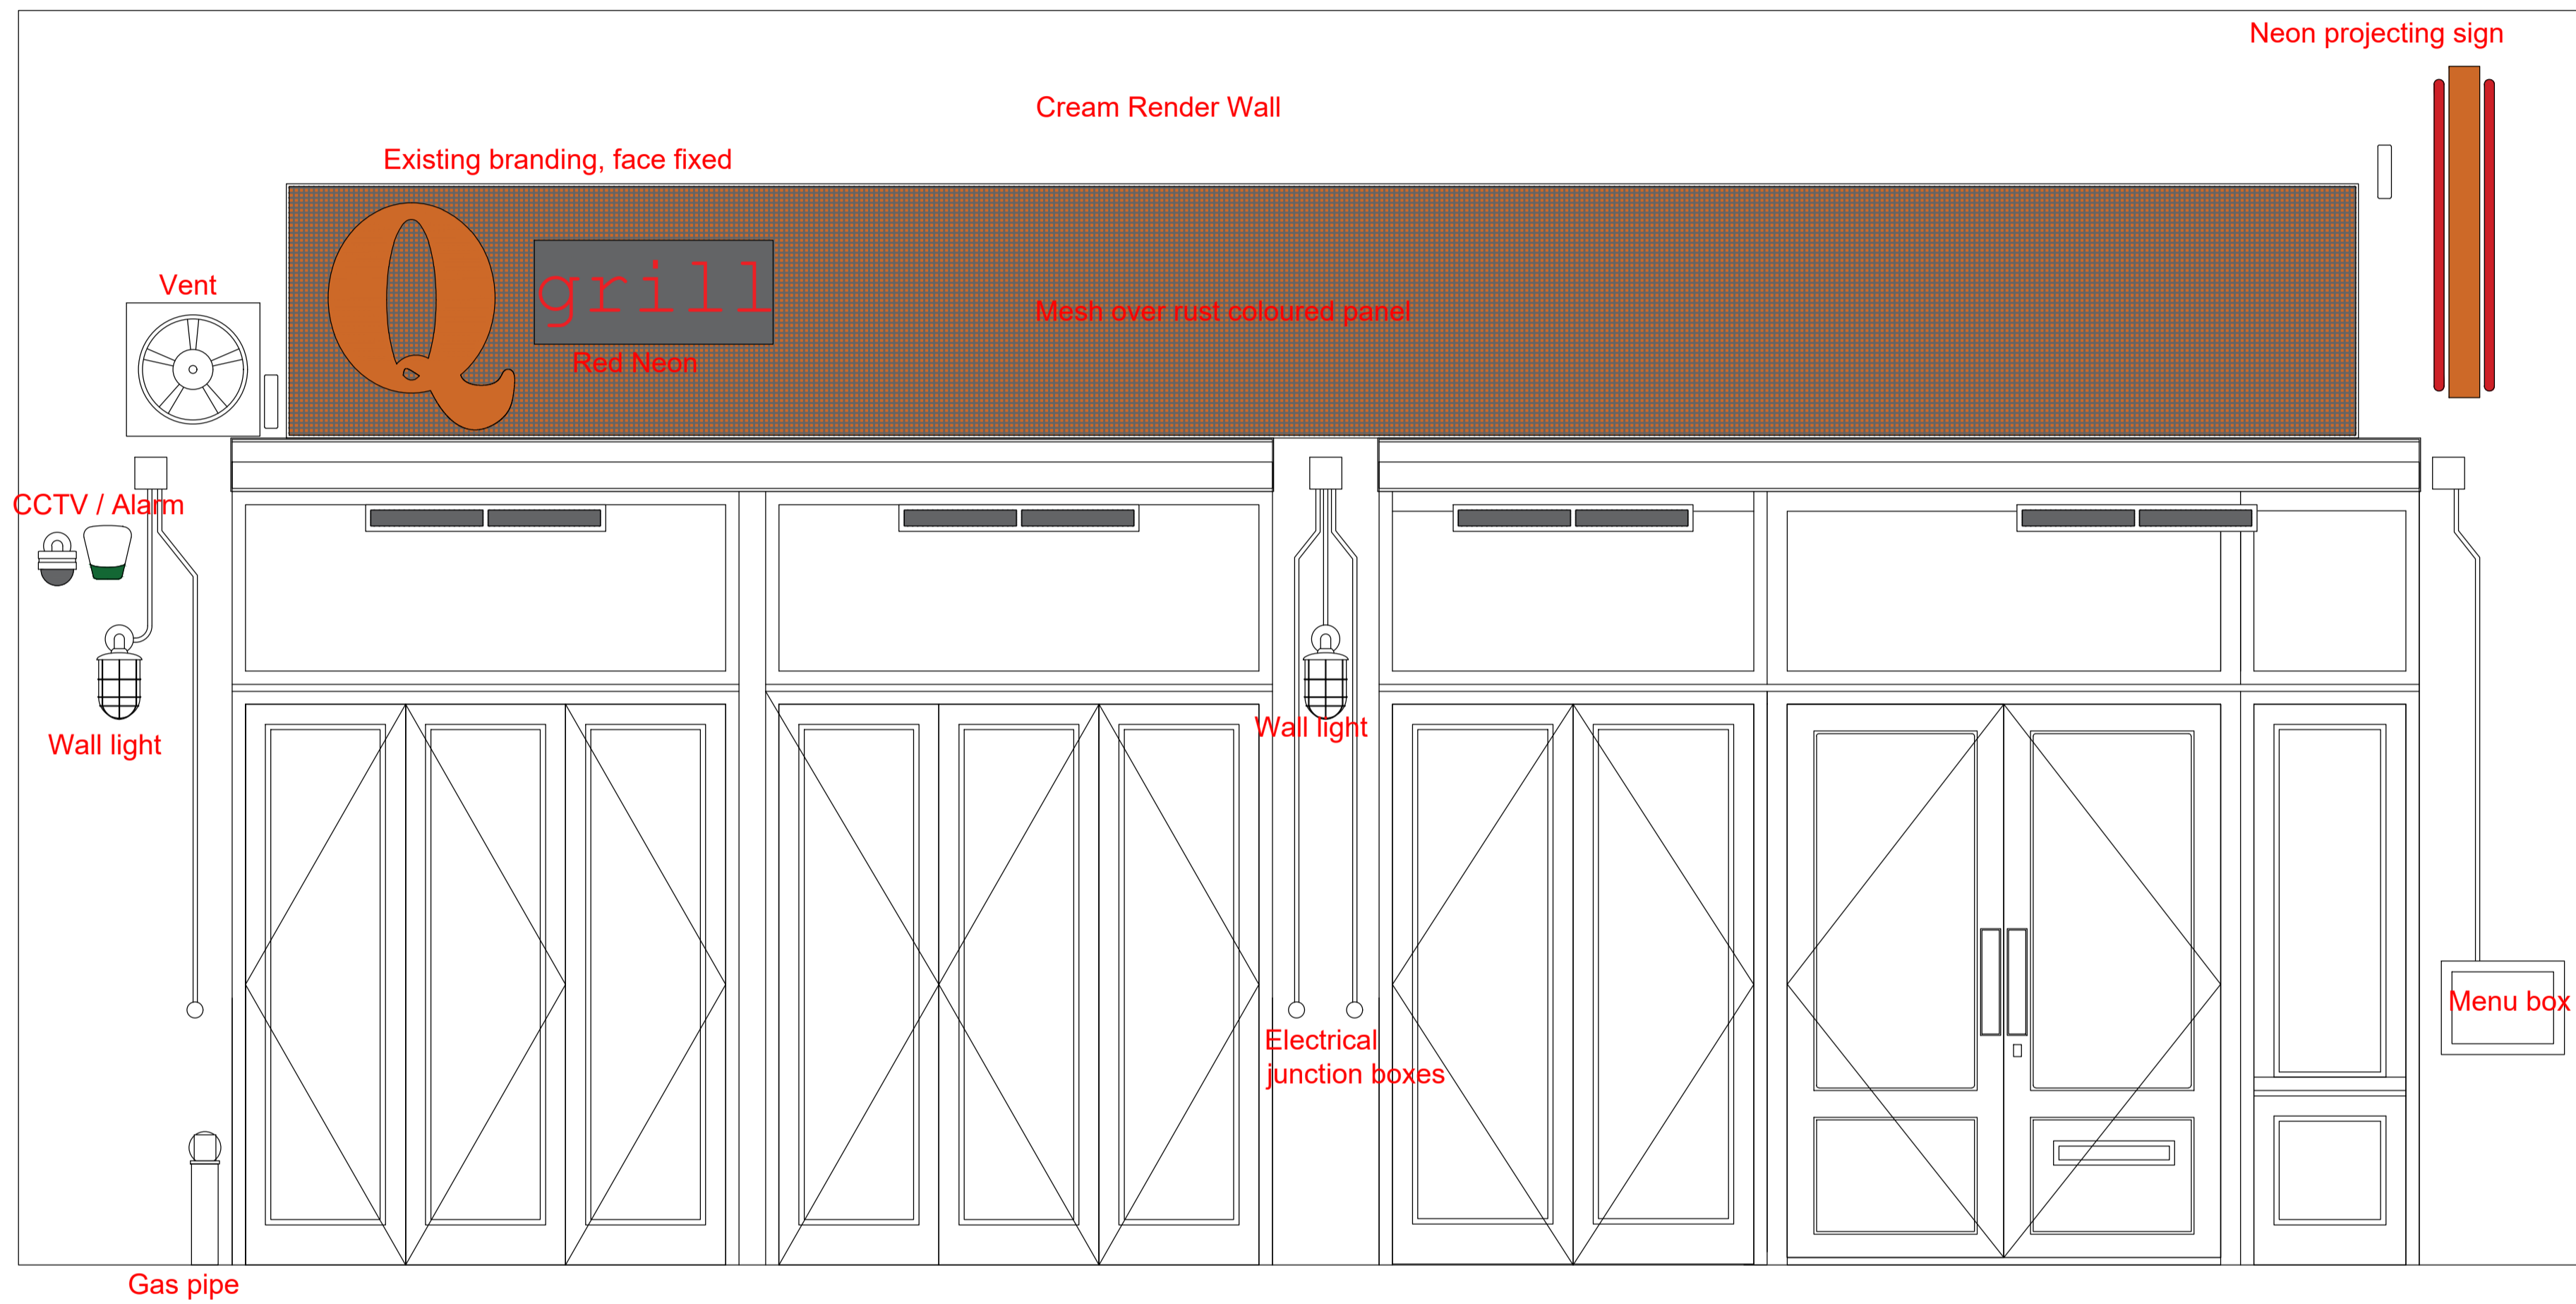 Neon projecting sign
Cream Render Wall
Existing branding, face fixed
Vent
Q grill
Mesh over rust coloured panel
Red Neon
CCTV / Alarm
Wall light
Wall light
Menu box
Electrical
junction boxes
Gas pipe